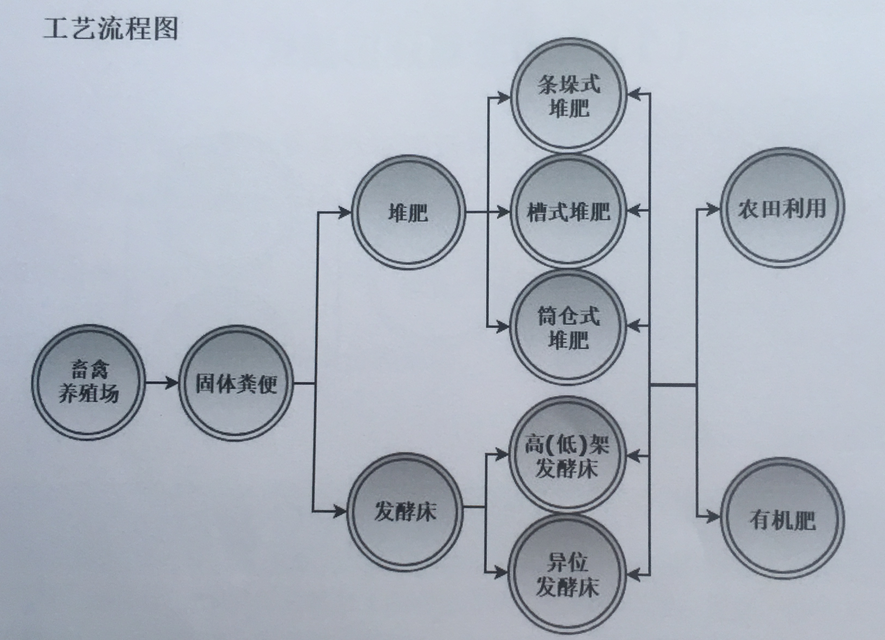 工艺流程图
条垛式
堆肥
堆肥
槽式堆肥
农田利用
筒仓式
堆肥
畜禽
养殖场
固体粪便
高(低)架
发酵床
发酵床
有机肥
异位
发酵床